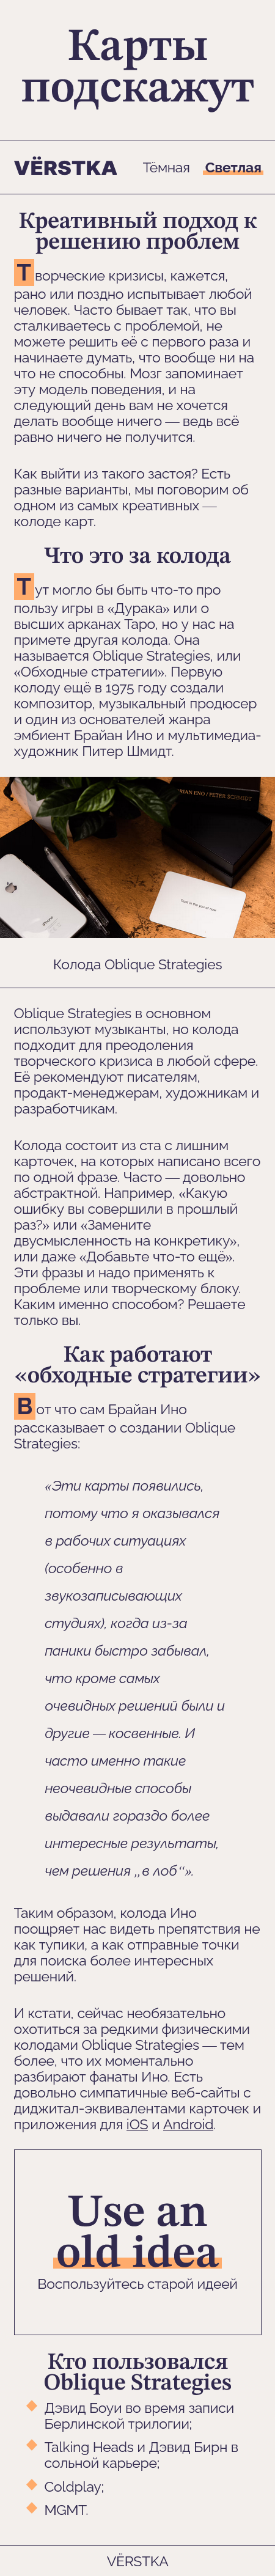 Карты
подскажут
VЁRSTKA
Тёмная
Светлая
Креативный подход к
решению проблем
Творческие кризисы, кажется,
рано или поздно испытывает любой
человек. Часто бывает так, что вы
сталкиваетесь с проблемой, не
можете решить её с первого раза и
начинаете думать, что вообще ни на
что не способны. Мозг запоминает
эту модель поведения, и на
следующий день вам не хочется
делать вообще ничего — ведь всё
равно ничего не получится.
Как выйти из такого застоя? Есть
разные варианты, мы поговорим об
одном из самых креативных —
колоде карт.
Что это за колода
Тут могло бы быть что-то про
пользу игры в «Дурака» или о
высших арканах Таро, но у нас на
примете другая колода. Она
называется Oblique Strategies, или
«Обходные стратегии». Первую
колоду ещё в 1975 году создали
композитор, музыкальный продюсер
и один из основателей жанра
эмбиент Брайан Ино и мультимедиа-
художник Питер Шмидт.
BRIAN ENO / PETER SCHMIDT
Trust in the you of now
Колода Oblique Strategies
Oblique Strategies в основном
используют музыканты, но колода
подходит для преодоления
творческого кризиса в любой сфере.
Её рекомендуют писателям,
продакт-менеджерам, художникам и
разработчикам.
Колода состоит из ста с лишним
карточек, на которых написано всего
по одной фразе. Часто — довольно
абстрактной. Например, «Какую
ошибку вы совершили в прошлый
раз?» или «Замените
двусмысленность на конкретику»,
или даже «Добавьте что-то ещё».
Эти фразы и надо применять к
проблеме или творческому блоку.
Каким именно способом? Решаете
только вы.
Как работают
«обходные стратегии»
Вот что сам Брайан Ино
рассказывает о создании Oblique
Strategies:
«Эти карты появились,
потому что я оказывался
в рабочих ситуациях
(особенно в
звукозаписывающих
студиях), когда из-за
паники быстро забывал,
что кроме самых
очевидных решений были и
другие — косвенные. И
часто именно такие
неочевидные способы
выдавали гораздо более
интересные результаты,
чем решения „в лоб“».
Таким образом, колода Ино
поощряет нас видеть препятствия не
как тупики, а как отправные точки
для поиска более интересных
решений.
И кстати, сейчас необязательно
охотиться за редкими физическими
колодами Oblique Strategies — тем
более, что их моментально
разбирают фанаты Ино. Есть
довольно симпатичные веб-сайты с
диджитал-эквивалентами карточек и
приложения для iOS и Android.
Use an
old idea
Воспользуйтесь старой идеей
Кто пользовался
Oblique Strategies
Дэвид Боуи во время записи
Берлинской трилогии;
Talking Heads и Дэвид Бирн в
сольной карьере;
Coldplay;
MGMT.
VЁRSTKA